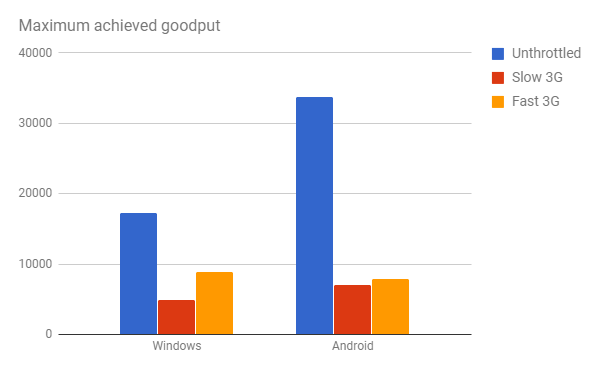 Maximum achieved goodput
40000
30000
20000
10000
0
Windows
Android
Unthrottled
Slow 3G
Fast 3G